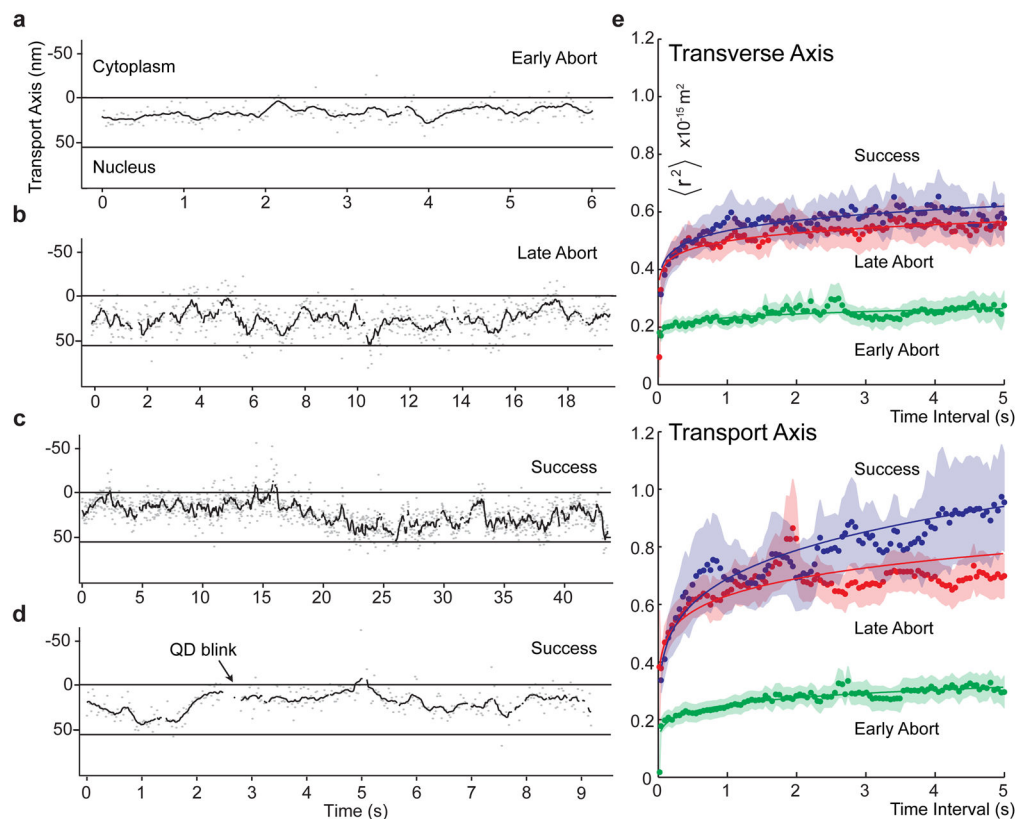 a
Transport Axis (nm)
-50
0
50
Cytoplasm
Early Abort
Nucleus
0 1 2 3 4 5 6
b
-50
0
50
Late Abort
0 2 4 6 8 10 12 14 16 18
c
-50
0
50
Success
0 5 10 15 20 25 30 35 40
d
-50
0
50
QD blink
Success
0 1 2 3 4 5 6 7 8 9
Time (s)
e
Transverse Axis
⟨r²⟩ x10⁻¹⁵ m²
1.2
1.0
0.8
0.6
0.4
0.2
0
Success
Late Abort
Early Abort
0 1 2 3 4 5
Time Interval (s)
Transport Axis
1.2
1.0
0.8
0.6
0.4
0.2
0
Success
Late Abort
Early Abort
0 1 2 3 4 5
Time Interval (s)